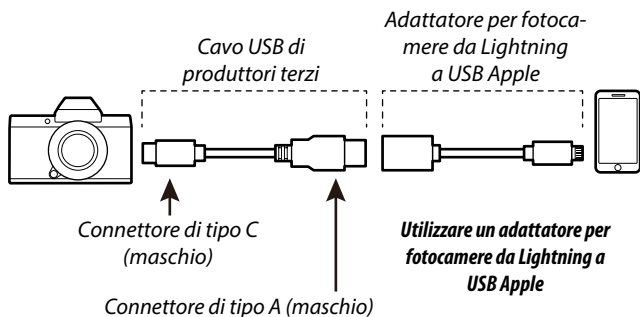 Cavo USB di
produttori terzi
Adattatore per fotoca-
mere da Lightning
a USB Apple
Connettore di tipo C
(maschio)
Connettore di tipo A (maschio)
Utilizzare un adattatore per
fotocamere da Lightning a
USB Apple